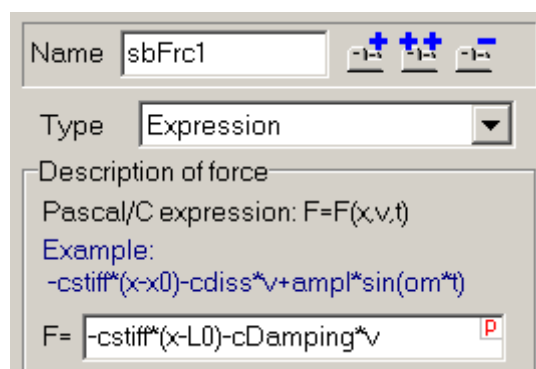 Name sbFrc1
Type Expression
Description of force
Pascal/C expression: F=F(x,v,t)
Example:
-cstiff*(x-x0)-cdiss*v+ampl*sin(om*t)
F= -cstiff*(x-L0)-cDamping*v P